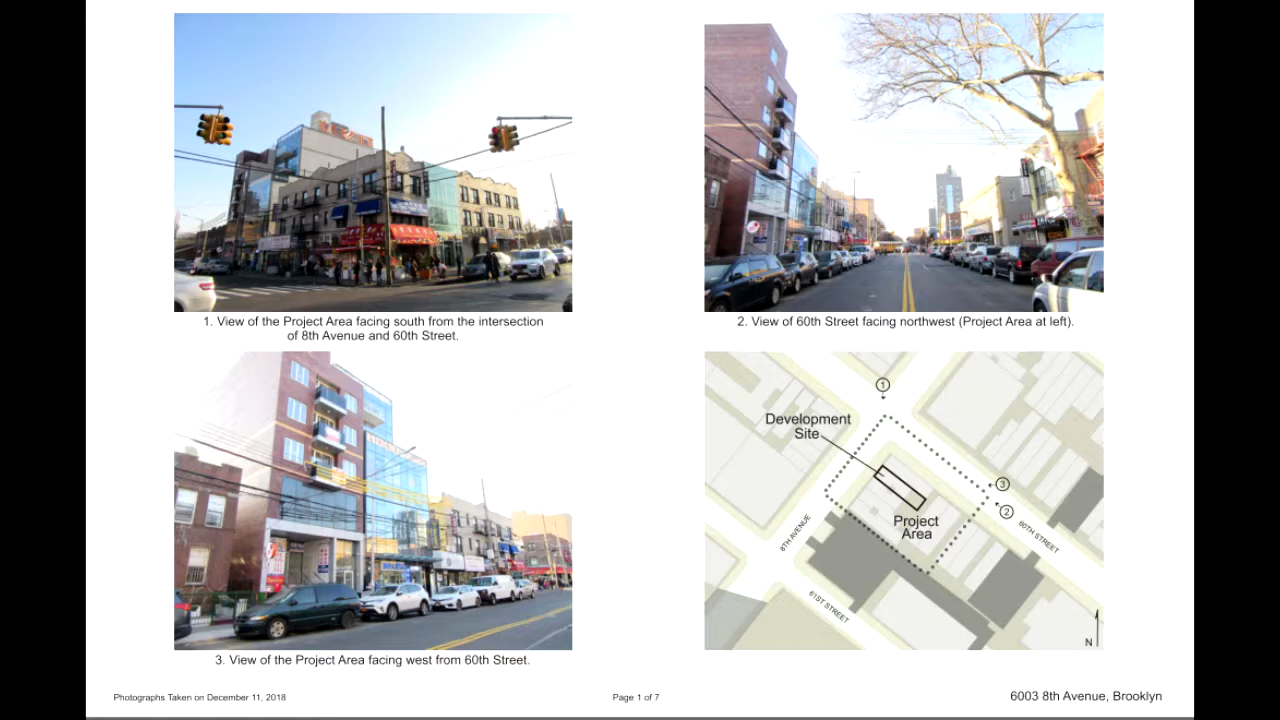 1. View of the Project Area facing south from the intersection
of 8th Avenue and 60th Street.
2. View of 60th Street facing northwest (Project Area at left).
1
Development
Site
3
2
Project
Area
8TH AVENUE
60TH STREET
61ST STREET
N
3. View of the Project Area facing west from 60th Street.
Photographs Taken on December 11, 2018
Page 1 of 7
6003 8th Avenue, Brooklyn